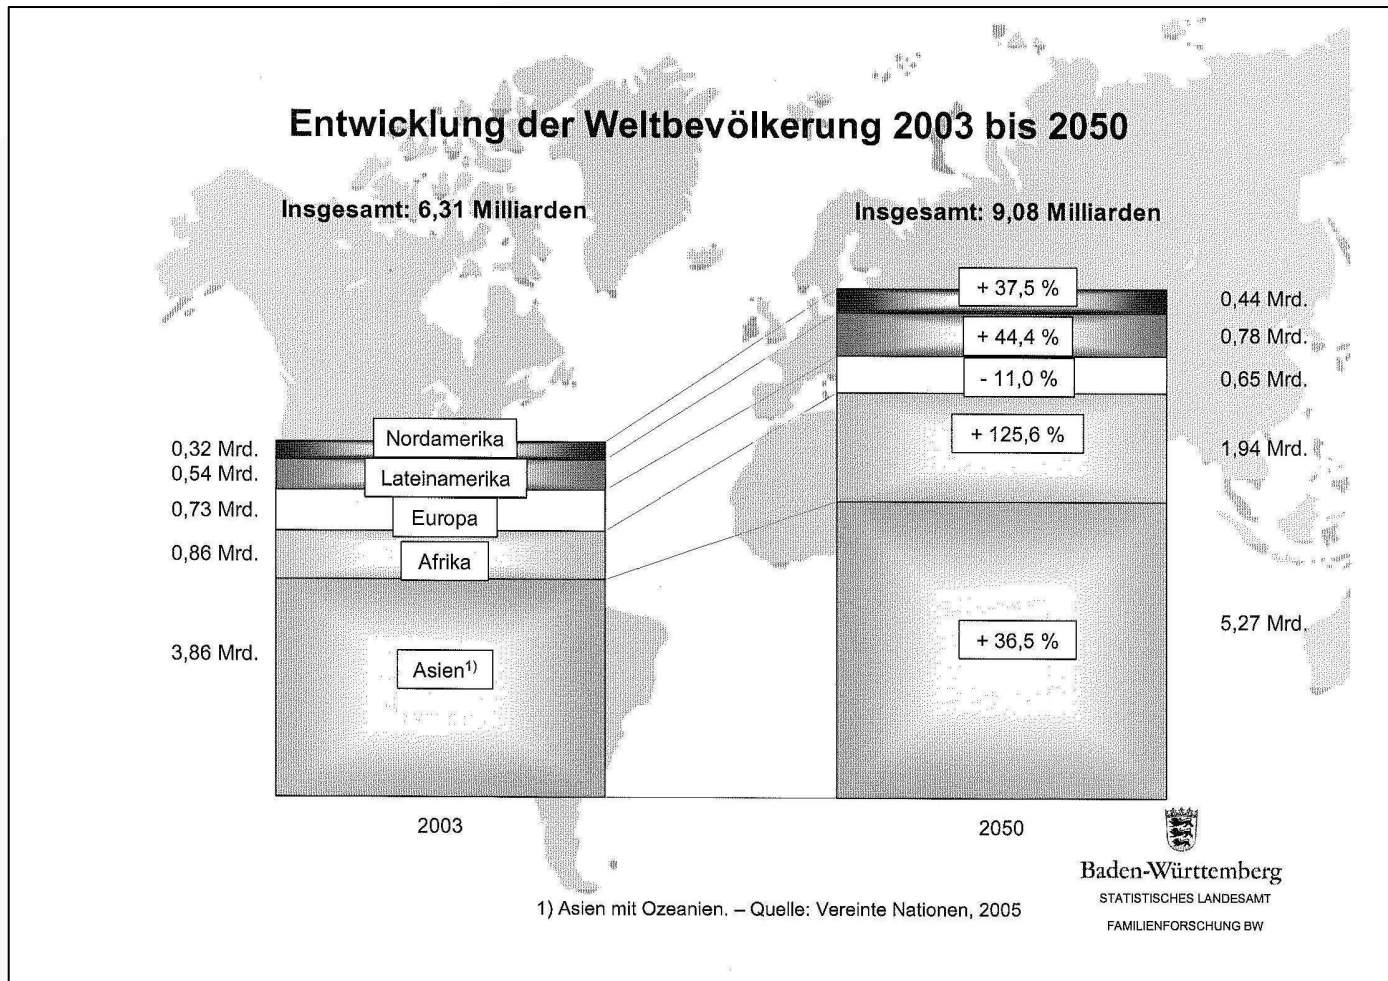 Entwicklung der Weltbevölkerung 2003 bis 2050
Insgesamt: 6,31 Milliarden
Insgesamt: 9,08 Milliarden
0,32 Mrd.
Nordamerika
0,54 Mrd.
Lateinamerika
0,73 Mrd.
Europa
0,86 Mrd.
Afrika
3,86 Mrd.
Asien1)
2003
+ 37,5 %
0,44 Mrd.
+ 44,4 %
0,78 Mrd.
- 11,0 %
0,65 Mrd.
+ 125,6 %
1,94 Mrd.
+ 36,5 %
5,27 Mrd.
2050
Baden-Württemberg
STATISTISCHES LANDESAMT
FAMILIENFORSCHUNG BW
1) Asien mit Ozeanien. – Quelle: Vereinte Nationen, 2005